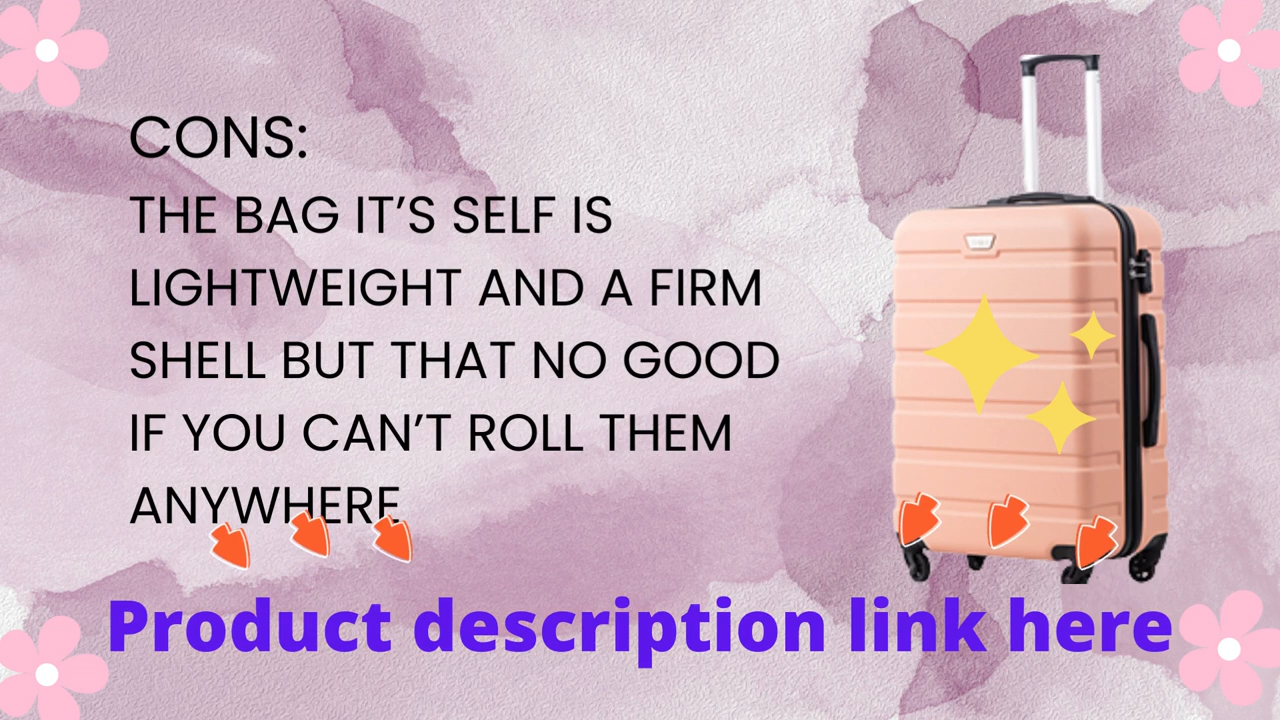 CONS:
THE BAG IT'S SELF IS
LIGHTWEIGHT AND A FIRM
SHELL BUT THAT NO GOOD
IF YOU CAN'T ROLL THEM
ANYWHERE
Product description link here